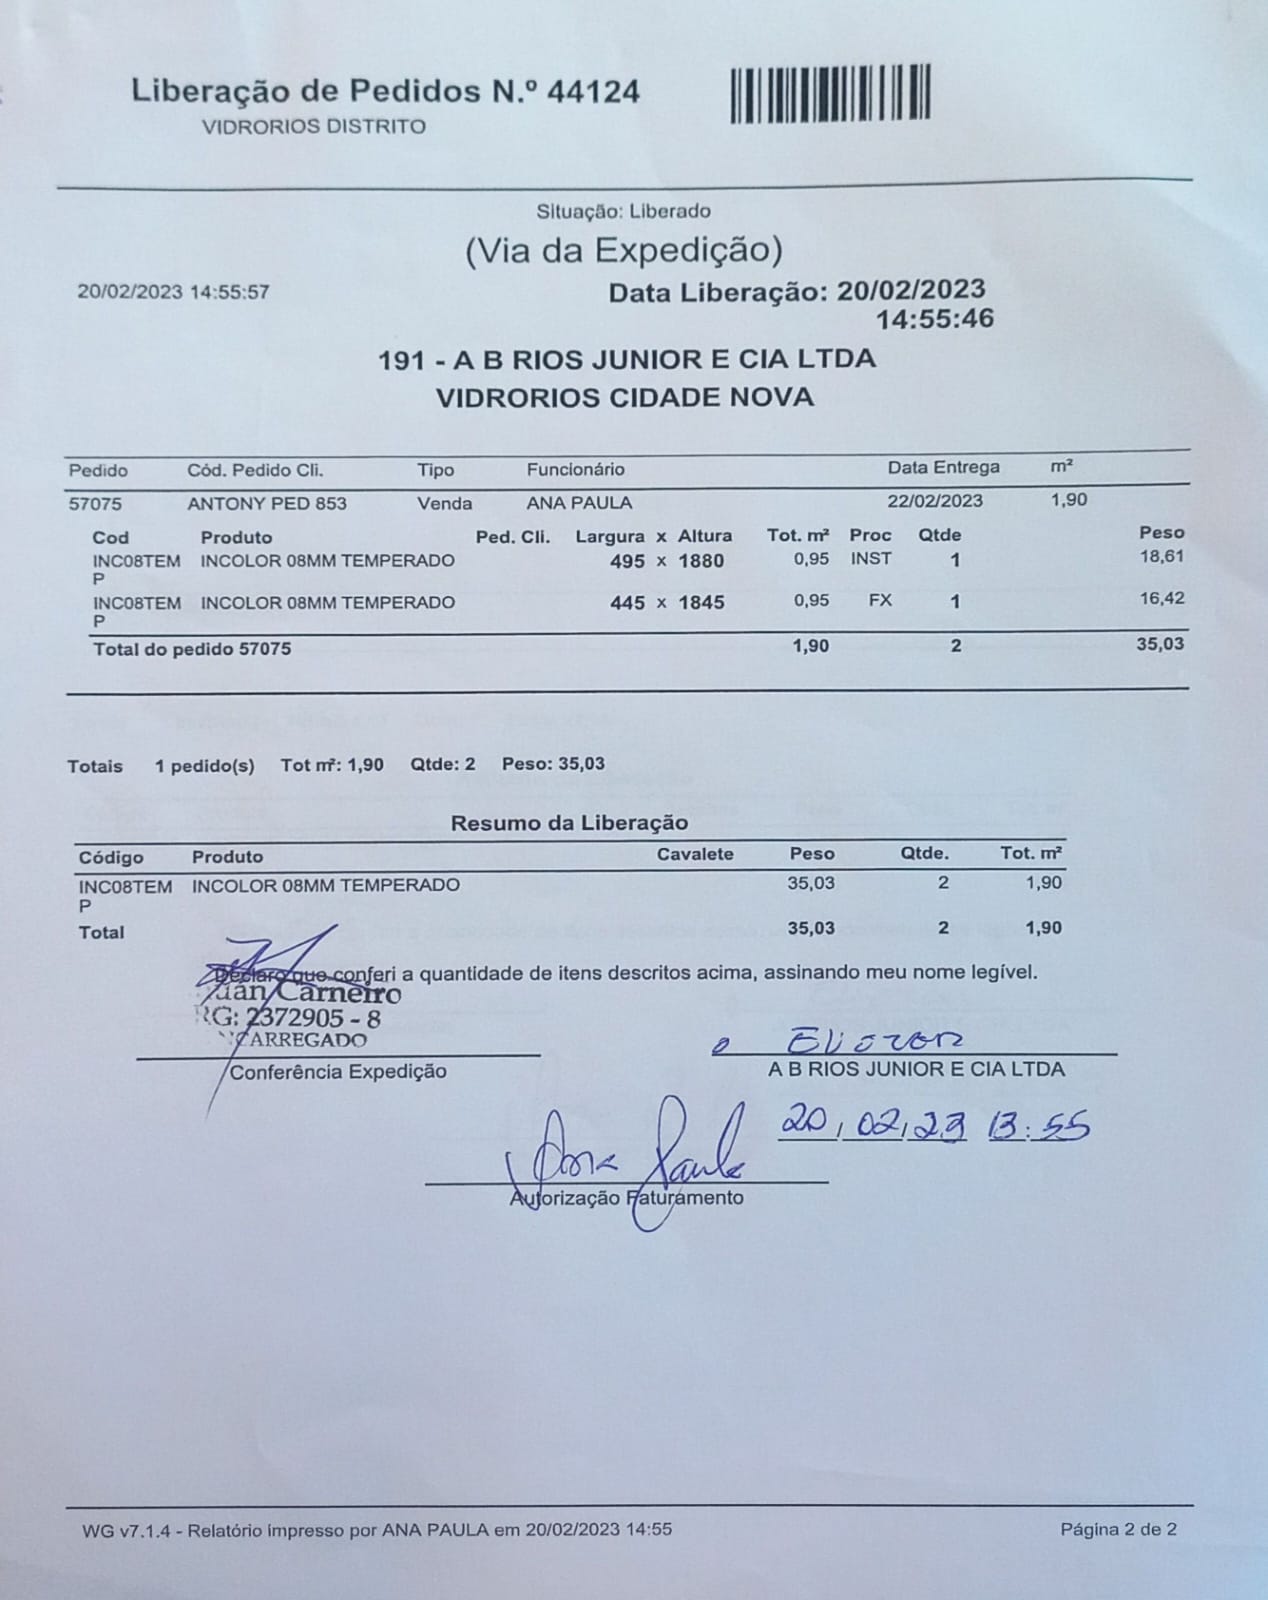 Liberação de Pedidos N.º 44124
VIDRORIOS DISTRITO
Situação: Liberado
(Via da Expedição)
20/02/2023 14:55:57 Data Liberação: 20/02/2023
14:55:46
191 - A B RIOS JUNIOR E CIA LTDA
VIDRORIOS CIDADE NOVA
Pedido Cód. Pedido Cli. Tipo Funcionário Data Entrega m²
57075 ANTONY PED 853 Venda ANA PAULA 22/02/2023 1,90
Cod Produto Ped. Cli. Largura x Altura Tot. m² Proc Qtde Peso
INC08TEM INCOLOR 08MM TEMPERADO 495 x 1880 0,95 INST 1 18,61
P
INC08TEM INCOLOR 08MM TEMPERADO 445 x 1845 0,95 FX 1 16,42
P
Total do pedido 57075 1,90 2 35,03
Totais 1 pedido(s) Tot m²: 1,90 Qtde: 2 Peso: 35,03
Resumo da Liberação
Código Produto Cavalete Peso Qtde. Tot. m²
INC08TEM INCOLOR 08MM TEMPERADO 35,03 2 1,90
P
Total 35,03 2 1,90
Declaro que conferi a quantidade de itens descritos acima, assinando meu nome legível.
Carneiro
RG: 2372905 - 8
Conferência Expedição
A B RIOS JUNIOR E CIA LTDA
20/02/23 13:55
Ana Paula
Autorização Faturamento
WG v7.1.4 - Relatório impresso por ANA PAULA em 20/02/2023 14:55 Página 2 de 2